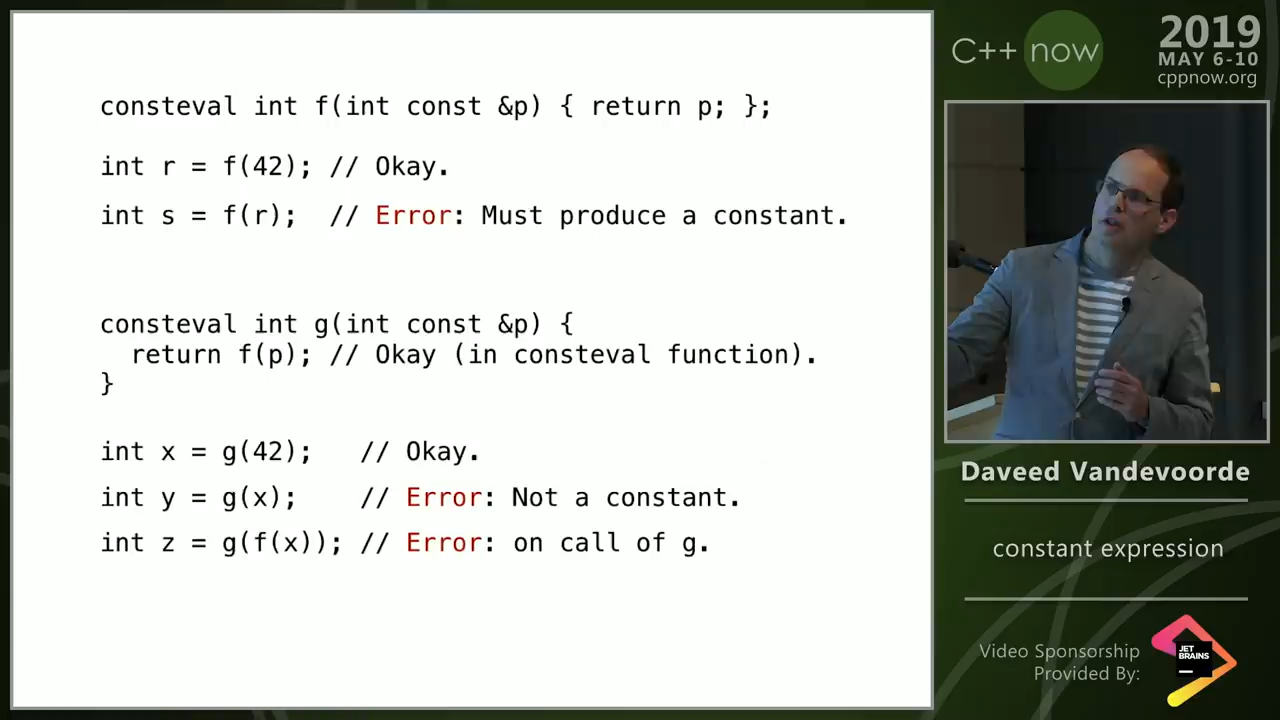 consteval int f(int const &p) { return p; };
int r = f(42); // Okay.
int s = f(r);  // Error: Must produce a constant.
consteval int g(int const &p) {
  return f(p); // Okay (in consteval function).
}
int x = g(42);   // Okay.
int y = g(x);    // Error: Not a constant.
int z = g(f(x)); // Error: on call of g.
C++ now
2019
MAY 6-10
cppnow.org
Daveed Vandevoorde
constant expression
Video Sponsorship
Provided By:
JET
BRAINS